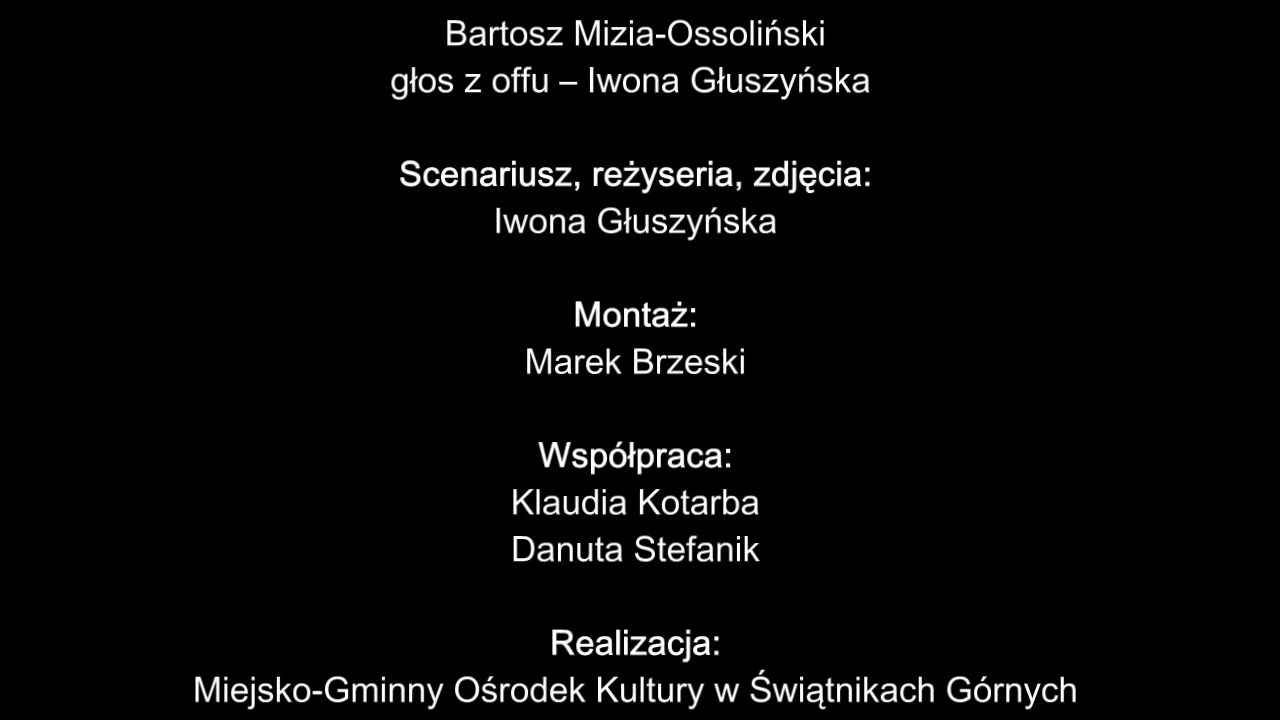 Bartosz Mizia-Ossoliński
głos z offu – Iwona Głuszyńska
Scenariusz, reżyseria, zdjęcia:
Iwona Głuszyńska
Montaż:
Marek Brzeski
Współpraca:
Klaudia Kotarba
Danuta Stefanik
Realizacja:
Miejsko-Gminny Ośrodek Kultury w Świątnikach Górnych